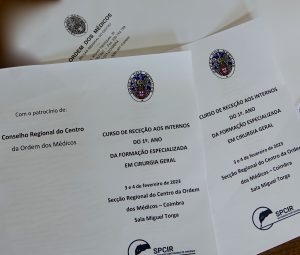 ORDEM DOS MÉDICOS
Com o patrocínio de:
Conselho Regional do Centro
da Ordem dos Médicos
CURSO DE RECEÇÃO AOS INTERNOS
DO 1º. ANO
DA FORMAÇÃO ESPECIALIZADA
EM CIRURGIA GERAL
3 e 4 de fevereiro de 2023
Secção Regional do Centro da Ordem
dos Médicos – Coimbra
Sala Miguel Torga
SPCIR
CURSO DE RECEÇÃO AOS INTERNOS
DO 1º. ANO
DA FORMAÇÃO ESPECIALIZADA
EM CIRURGIA GERAL
3 e 4 de fevereiro de 2023
Secção Regional do Centro da Ordem
dos Médicos – Coimbra
Sala Miguel Torga
SPCIR